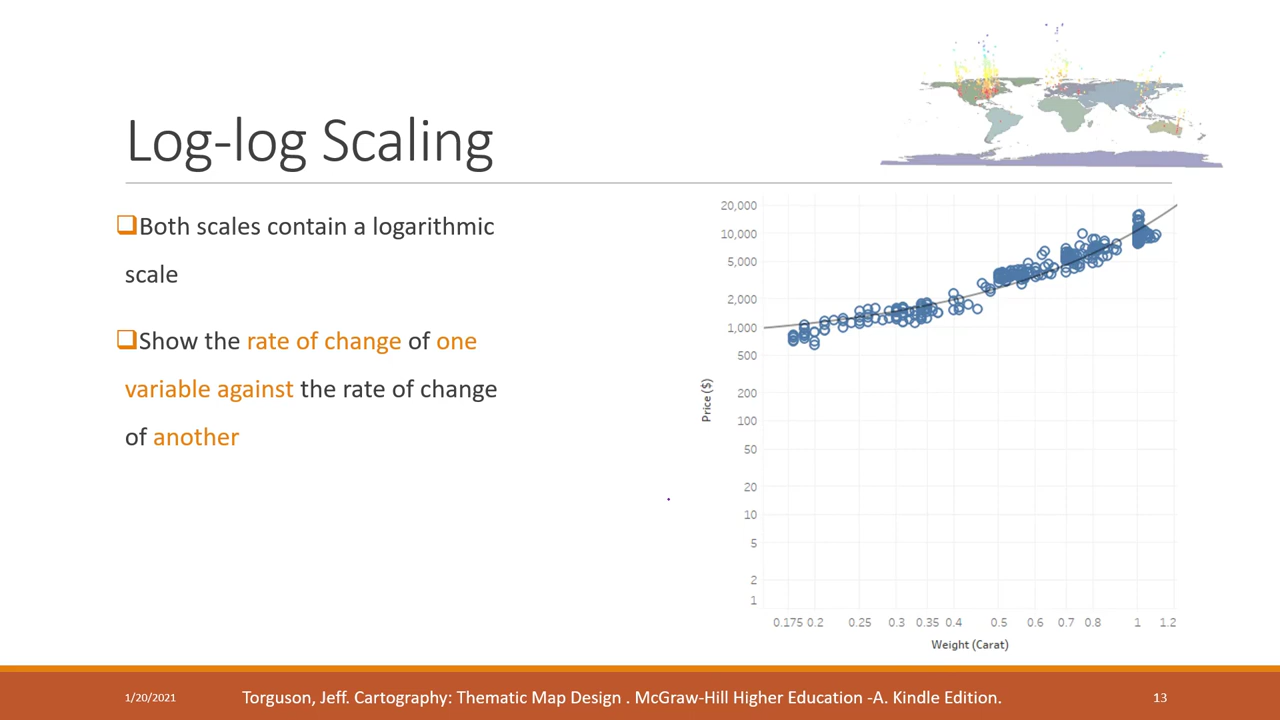 Log-log Scaling
Both scales contain a logarithmic
scale
Show the rate of change of one
variable against the rate of change
of another
20,000
10,000
5,000
2,000
1,000
500
200
100
50
20
10
5
2
1
Price ($)
0.175 0.2 0.25 0.3 0.35 0.4 0.5 0.6 0.7 0.8 1 1.2
Weight (Carat)
1/20/2021
Torguson, Jeff. Cartography: Thematic Map Design . McGraw-Hill Higher Education -A. Kindle Edition.
13